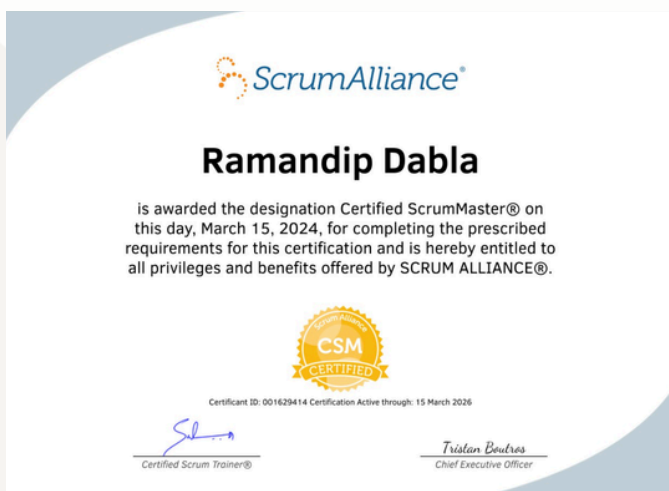 ScrumAlliance®
Ramandip Dabla
is awarded the designation Certified ScrumMaster® on
this day, March 15, 2024, for completing the prescribed
requirements for this certification and is hereby entitled to
all privileges and benefits offered by SCRUM ALLIANCE®.
Scrum Alliance
CSM
CERTIFIED
Certificant ID: 001629414 Certification Active through: 15 March 2026
Tristan Boutros
Certified Scrum Trainer®
Chief Executive Officer